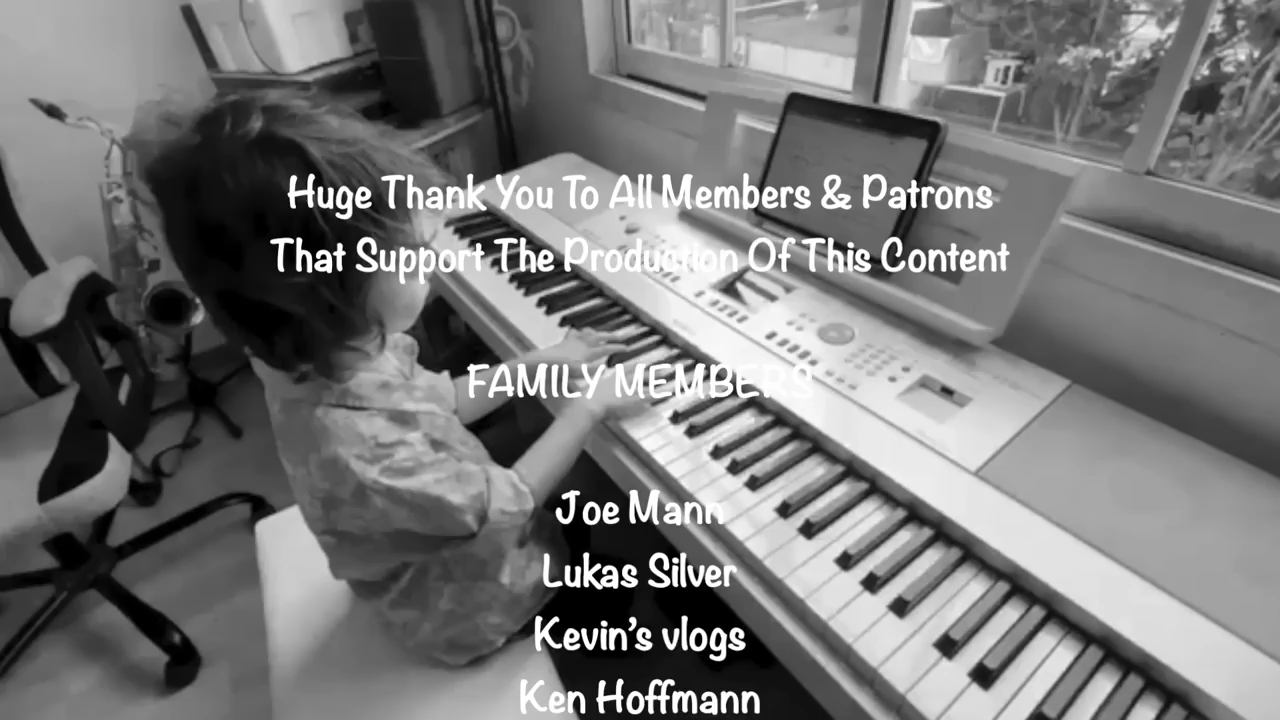 Huge Thank You To All Members & Patrons
That Support The Production Of This Content
FAMILY MEMBERS
Joe Mann
Lukas Silver
Kevin's vlogs
Ken Hoffmann